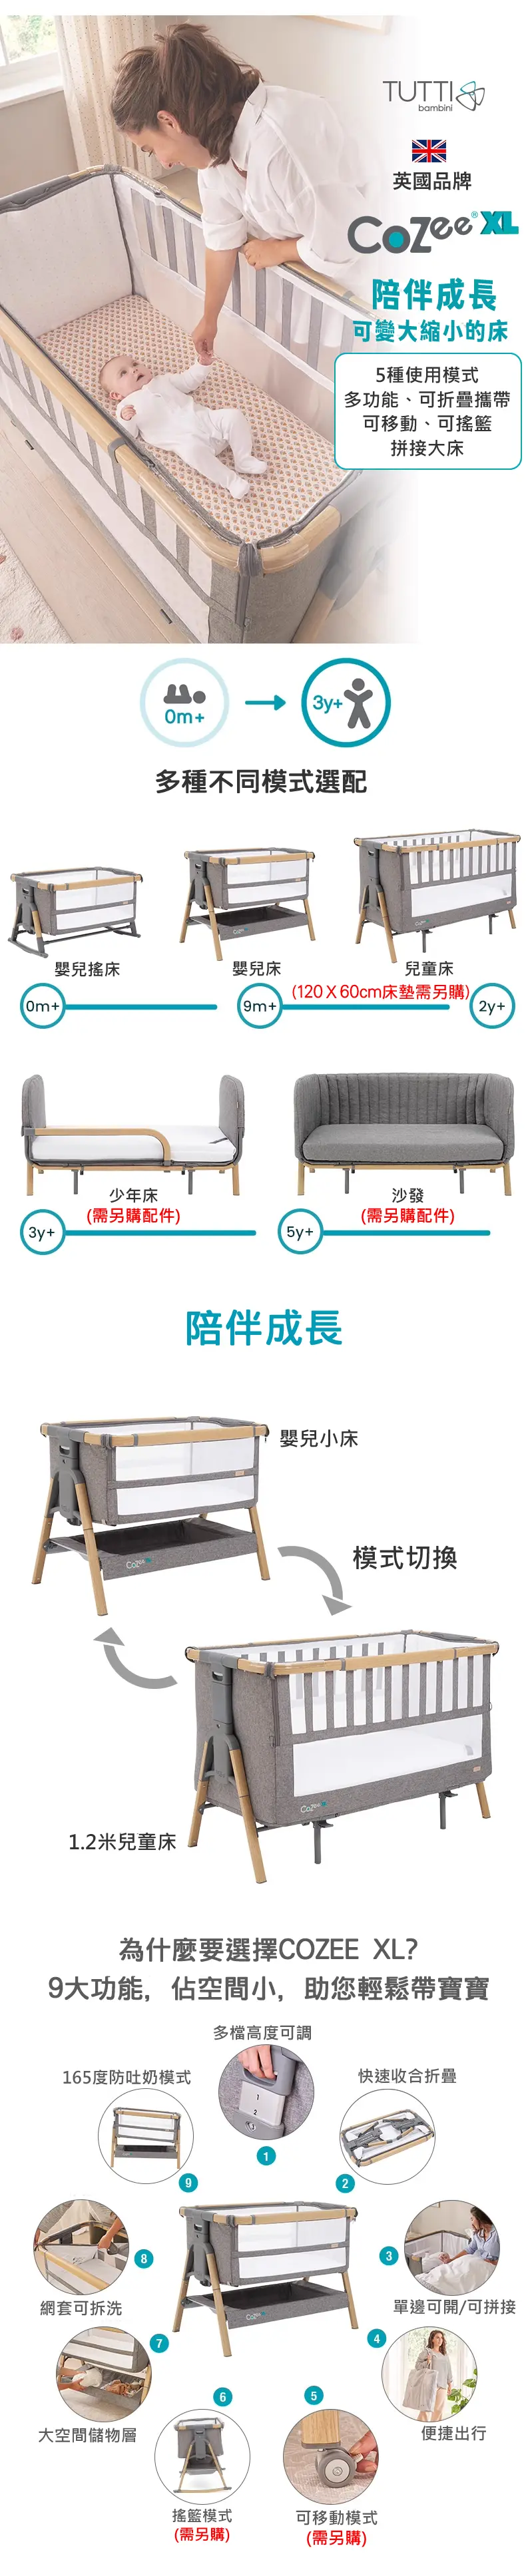 TUTTI
bambini
英國品牌
CoZee® XL
陪伴成長
可變大縮小的床
5種使用模式
多功能、可折疊攜帶
可移動、可搖籃
拼接大床
0m+
3y+
多種不同模式選配
嬰兒搖床
嬰兒床
兒童床
(120 X 60cm床墊需另購)
0m+
9m+
2y+
少年床
(需另購配件)
沙發
(需另購配件)
3y+
5y+
陪伴成長
嬰兒小床
CoZee XL
模式切換
CoZee XL
1.2米兒童床
為什麼要選擇COZEE XL?
9大功能, 佔空間小, 助您輕鬆帶寶寶
多檔高度可調
165度防吐奶模式
快速收合折疊
1
2
3
1
9
2
8
3
網套可拆洗
單邊可開/可拼接
CoZee XL
7
4
大空間儲物層
便捷出行
6
5
搖籃模式
(需另購)
可移動模式
(需另購)